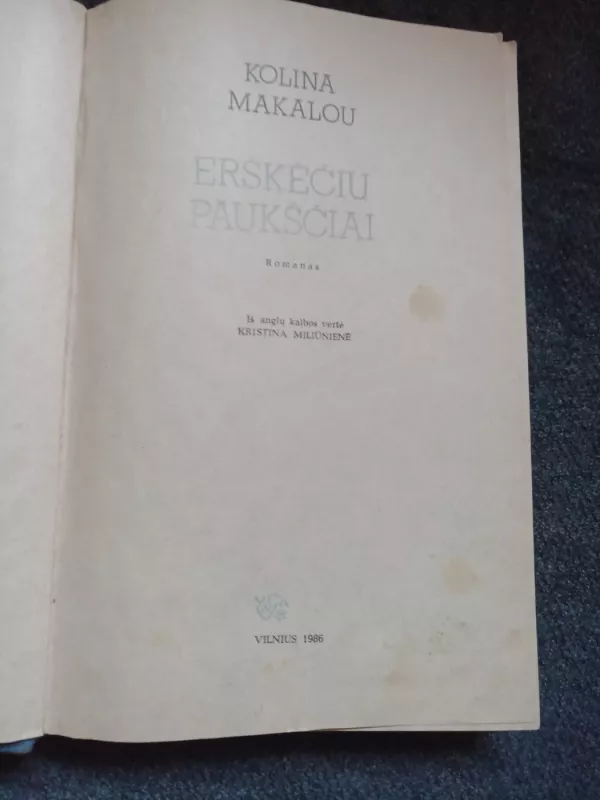 KOLINA
MAKALOU
ERŠKĖČIŲ
PAUKŠČIAI
Romanas
Iš anglų kalbos vertė
KRISTINA MILIŪNIENĖ
VILNIUS 1986